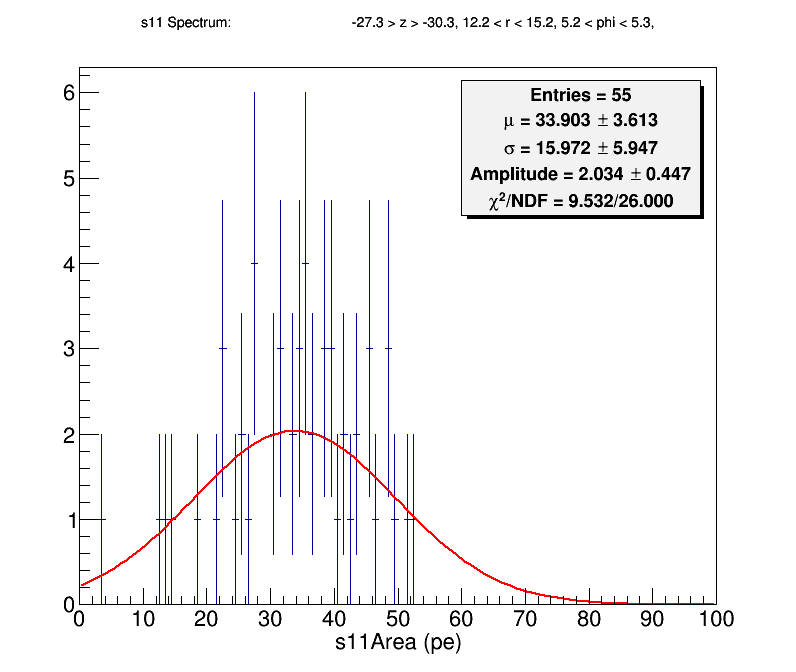 s11 Spectrum: -27.3 > z > -30.3, 12.2 < r < 15.2, 5.2 < phi < 5.3,
Entries = 55
μ = 33.903 ± 3.613
σ = 15.972 ± 5.947
Amplitude = 2.034 ± 0.447
χ²/NDF = 9.532/26.000
6
5
4
3
2
1
0
0 10 20 30 40 50 60 70 80 90 100
s11Area (pe)